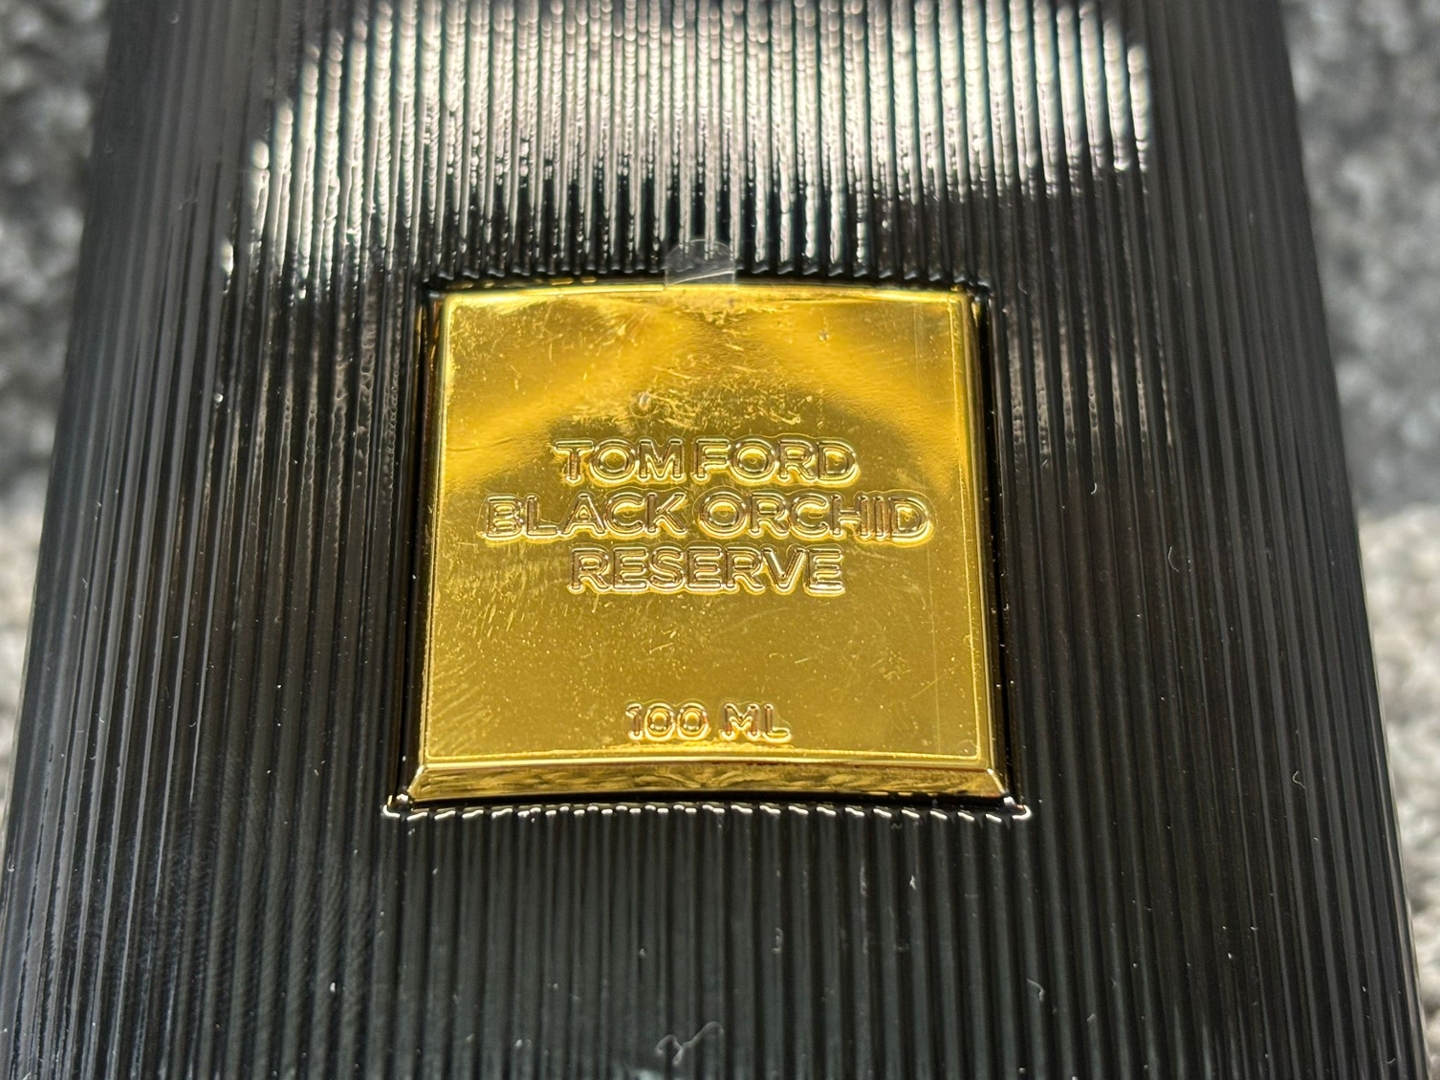 TOM FORD
BLACK ORCHID
RESERVE
100 ML